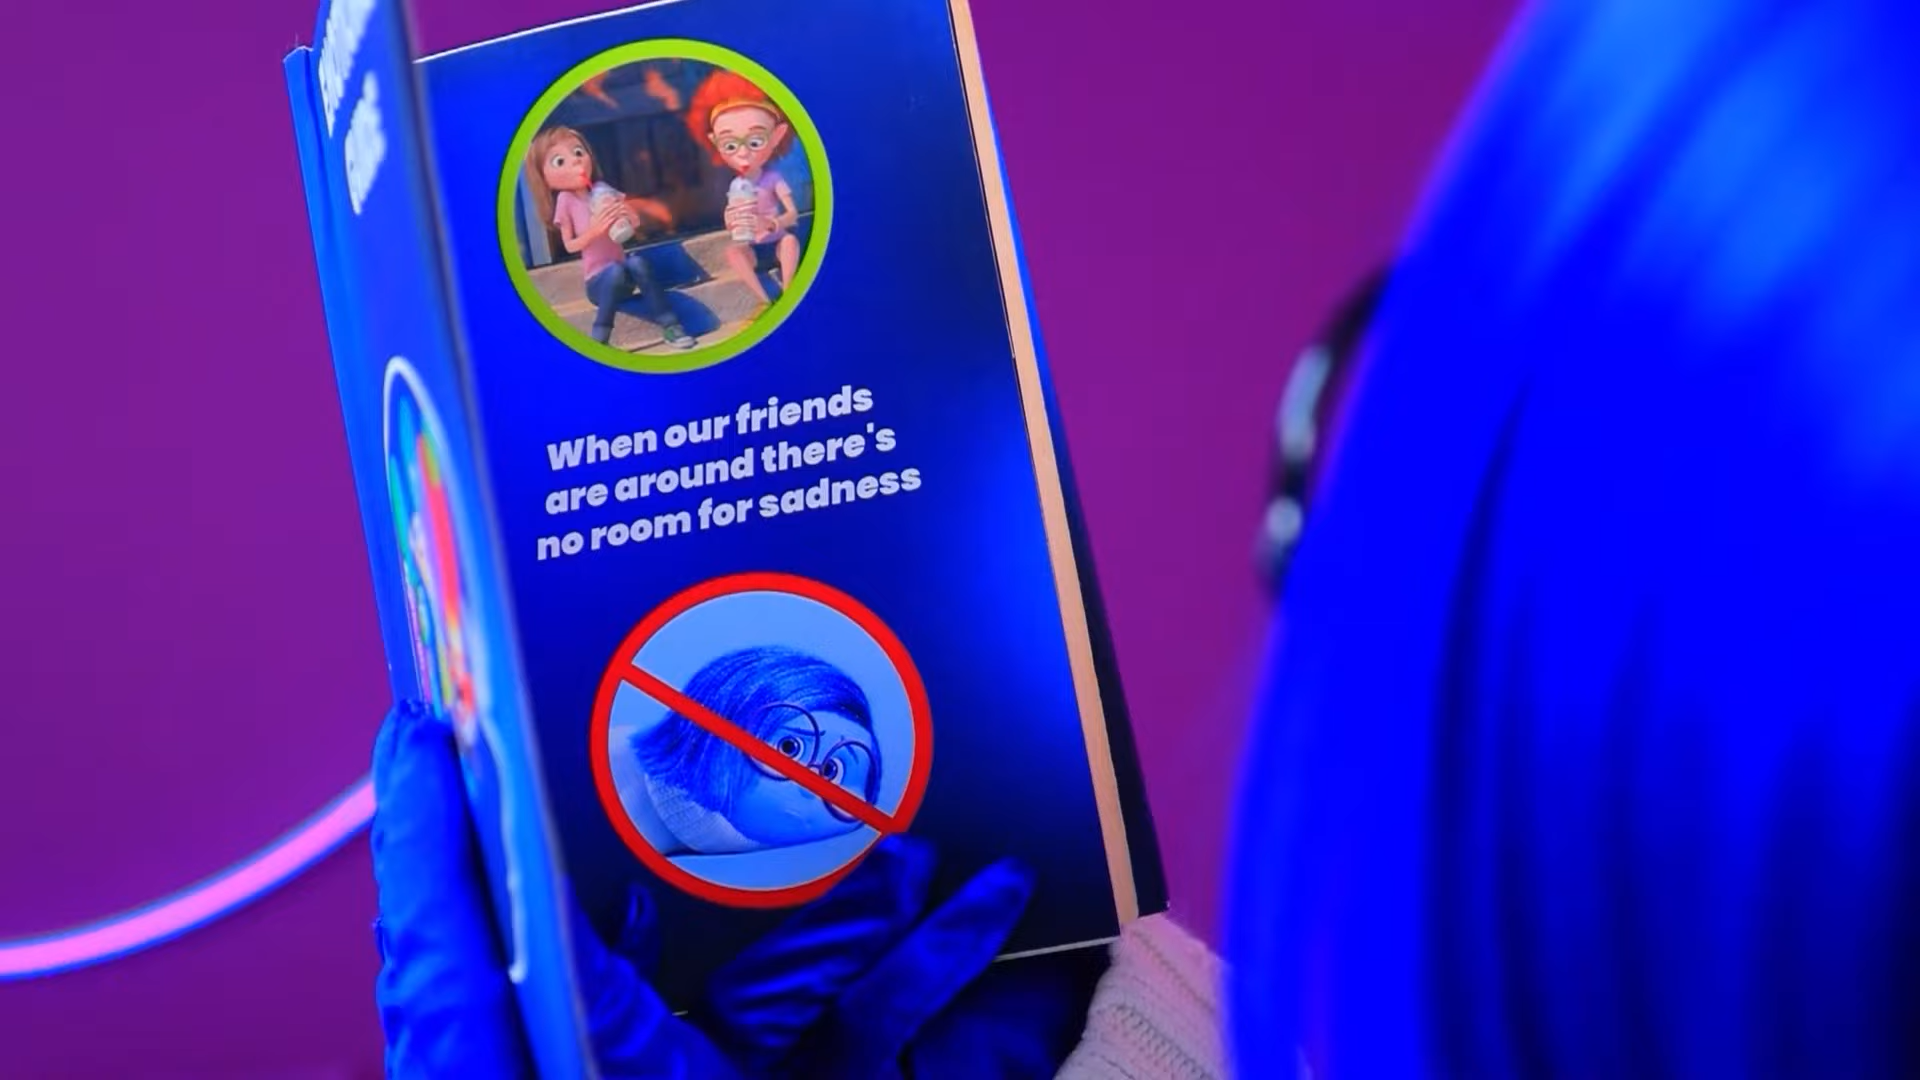 When our friends
are around there's
no room for sadness